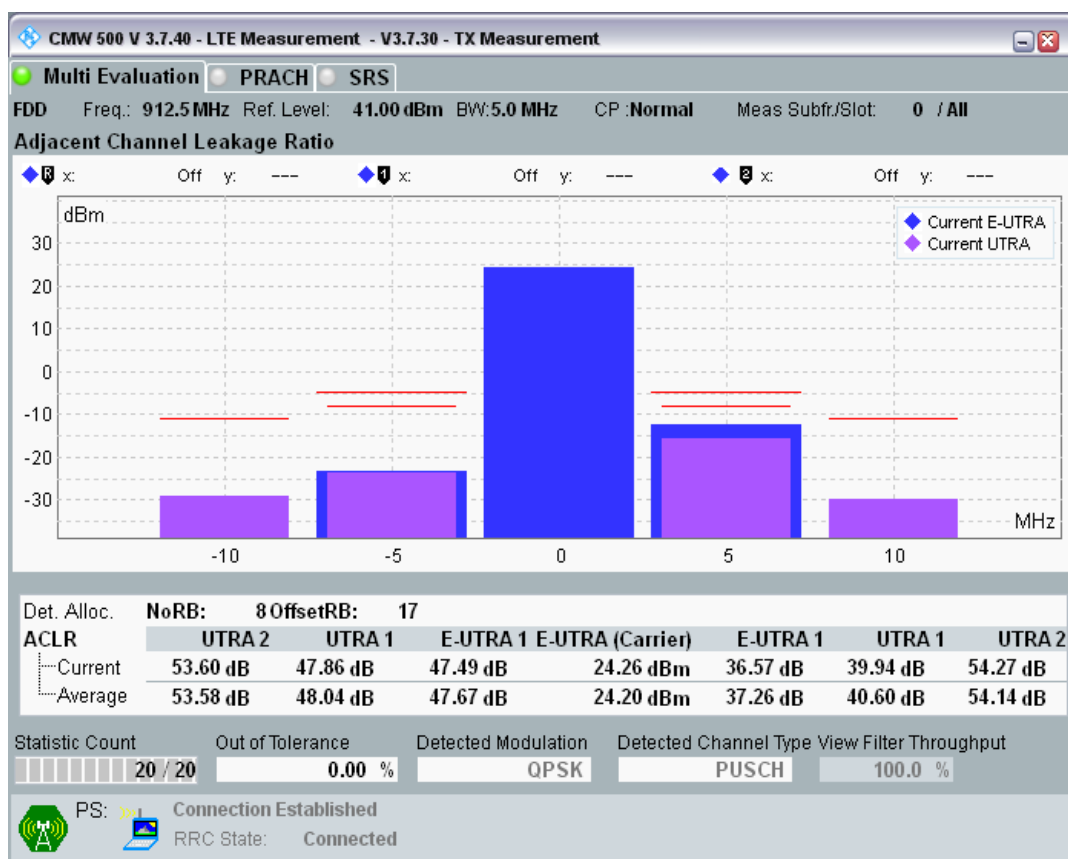 CMW 500 V 3.7.40 - LTE Measurement - V3.7.30 - TX Measurement
Multi Evaluation PRACH SRS
FDD Freq.: 912.5 MHz Ref. Level: 41.00 dBm BW:5.0 MHz CP :Normal Meas Subfr./Slot: 0 / All
Adjacent Channel Leakage Ratio
R x: Off y: --- 1 x: Off y: --- 2 x: Off y: ---
dBm
Current E-UTRA
Current UTRA
30
20
10
0
-10
-20
-30
MHz
-10 -5 0 5 10
Det. Alloc. NoRB: 8 OffsetRB: 17
ACLR UTRA 2 UTRA 1 E-UTRA 1 E-UTRA (Carrier) E-UTRA 1 UTRA 1 UTRA 2
Current 53.60 dB 47.86 dB 47.49 dB 24.26 dBm 36.57 dB 39.94 dB 54.27 dB
Average 53.58 dB 48.04 dB 47.67 dB 24.20 dBm 37.26 dB 40.60 dB 54.14 dB
Statistic Count Out of Tolerance Detected Modulation Detected Channel Type View Filter Throughput
20 / 20 0.00 % QPSK PUSCH 100.0 %
PS: Connection Established
RRC State: Connected